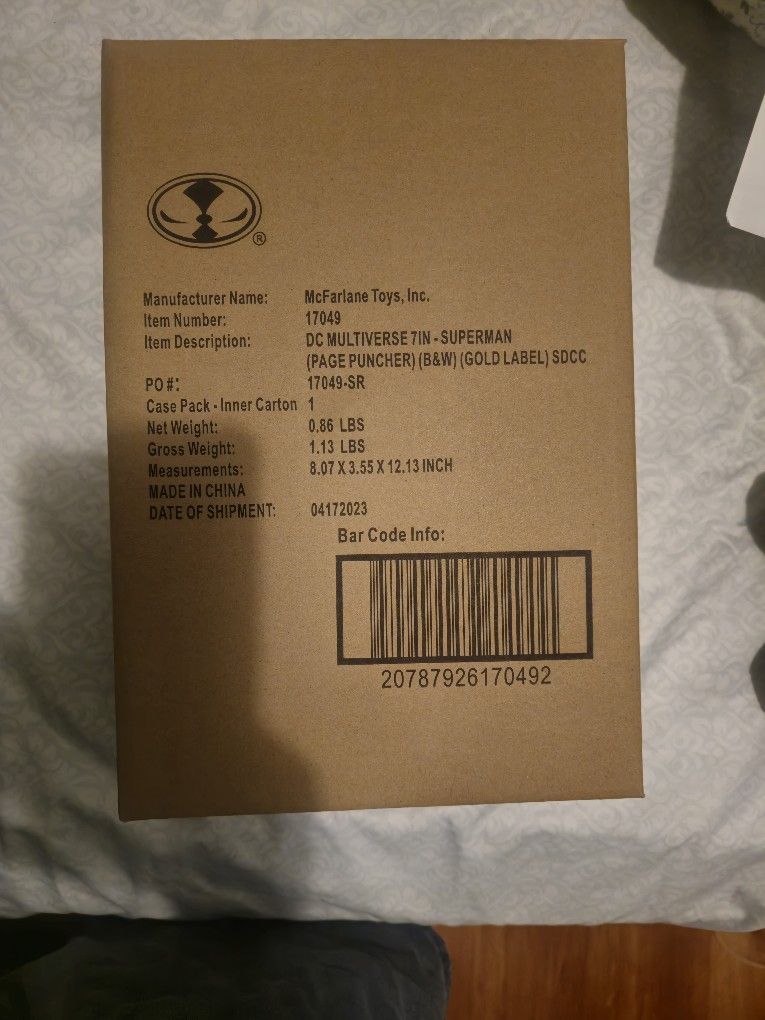 ®
Manufacturer Name: McFarlane Toys, Inc.
Item Number: 17049
Item Description: DC MULTIVERSE 7IN - SUPERMAN
(PAGE PUNCHER) (B&W) (GOLD LABEL) SDCC
PO #: 17049-SR
Case Pack - Inner Carton 1
Net Weight: 0.86 LBS
Gross Weight: 1.13 LBS
Measurements: 8.07 X 3.55 X 12.13 INCH
MADE IN CHINA
DATE OF SHIPMENT: 04172023
Bar Code Info:
20787926170492